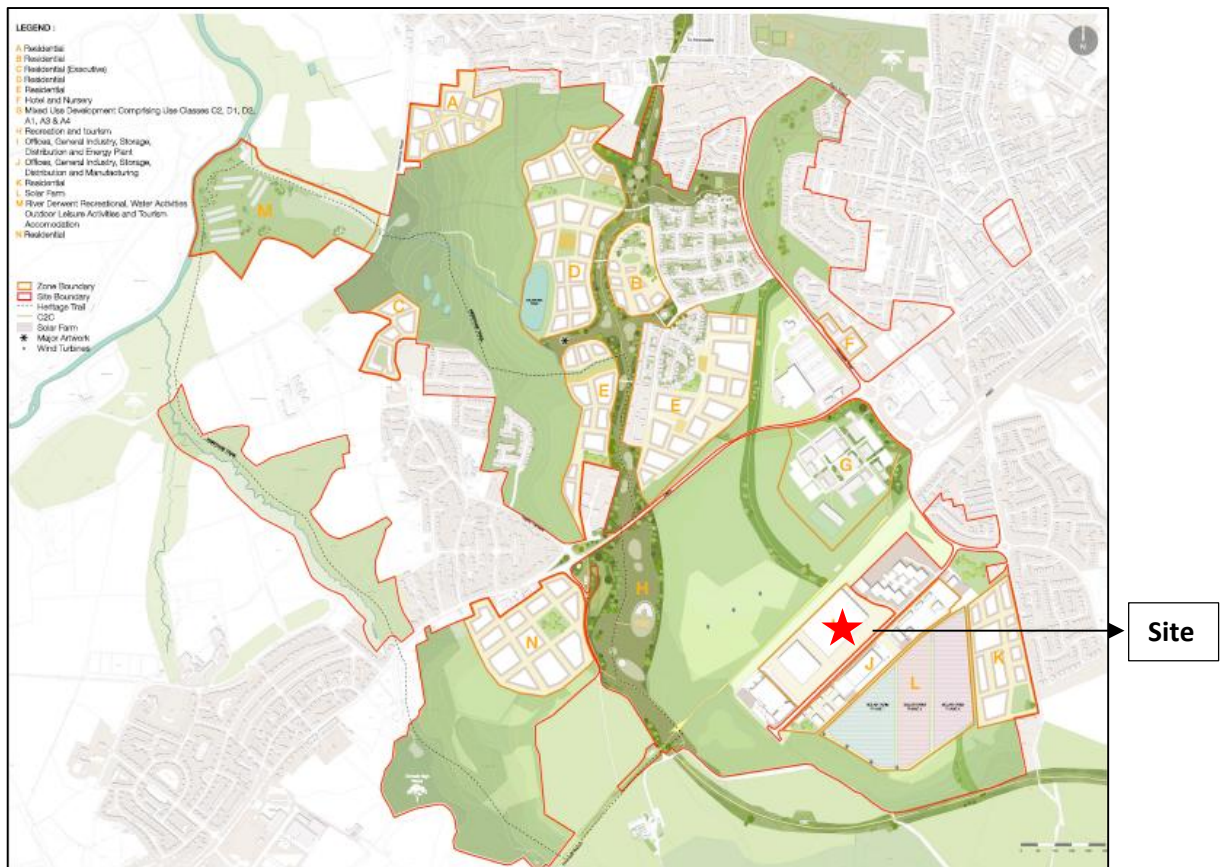 LEGEND :
A Residential
B Residential
C Residential (Executive)
D Residential
E Residential
F Hotel and Nursery
G Mixed Use Development Comprising Use Classes C2, D1, D2,
A1, A3 & A4
H Recreation and tourism
I Offices, General Industry, Storage,
Distribution and Energy Plant
J Offices, General Industry, Storage,
Distribution and Manufacturing
K Residential
L Solar Farm
M River Derwent Recreational, Water Activities
Outdoor Leisure Activities and Tourism
Accomodation
N Residential
Zone Boundary
Site Boundary
Heritage Trail
C2C
Solar Farm
Major Artwork
Wind Turbines
N
A
M
D
B
C
F
E
E
G
H
N
J
L
K
Site